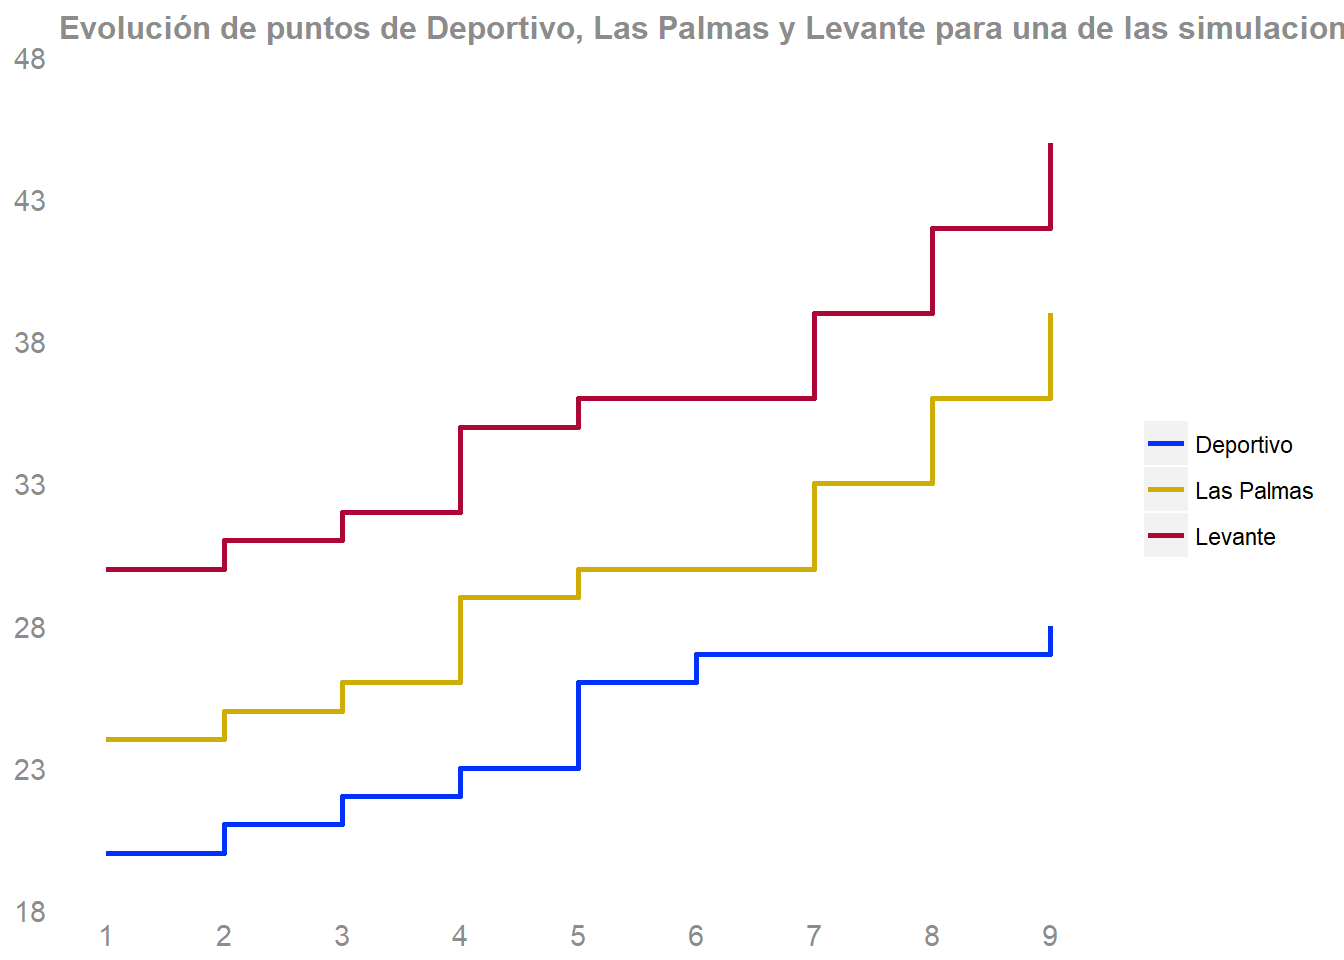 Evolución de puntos de Deportivo, Las Palmas y Levante para una de las simulacion
48
43
38
33
28
23
18
1 2 3 4 5 6 7 8 9
Deportivo
Las Palmas
Levante